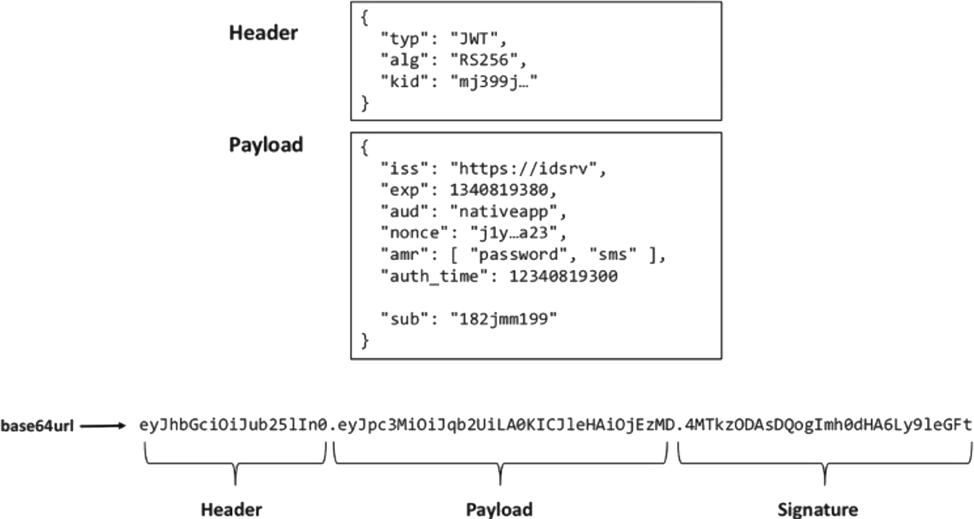 Header
{
"typ": "JWT",
"alg": "RS256",
"kid": "mj399j…"
}
Payload
{
"iss": "https://idsrv",
"exp": 1340819380,
"aud": "nativeapp",
"nonce": "j1y…a23",
"amr": [ "password", "sms" ],
"auth_time": 12340819300
"sub": "182jmm199"
}
base64url eyJhbGciOiJub25lIn0.eyJpc3MiOiJqb2UiLA0KICJleHAiOjEzMD.4MTkzODAsDQogImh0dHA6Ly9leGFt
Header Payload Signature